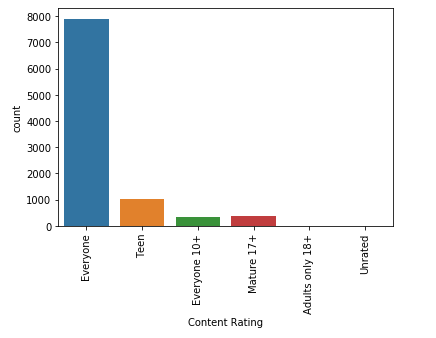 8000
7000
6000
5000
4000
3000
2000
1000
0
count
Everyone
Teen
Everyone 10+
Mature 17+
Adults only 18+
Unrated
Content Rating